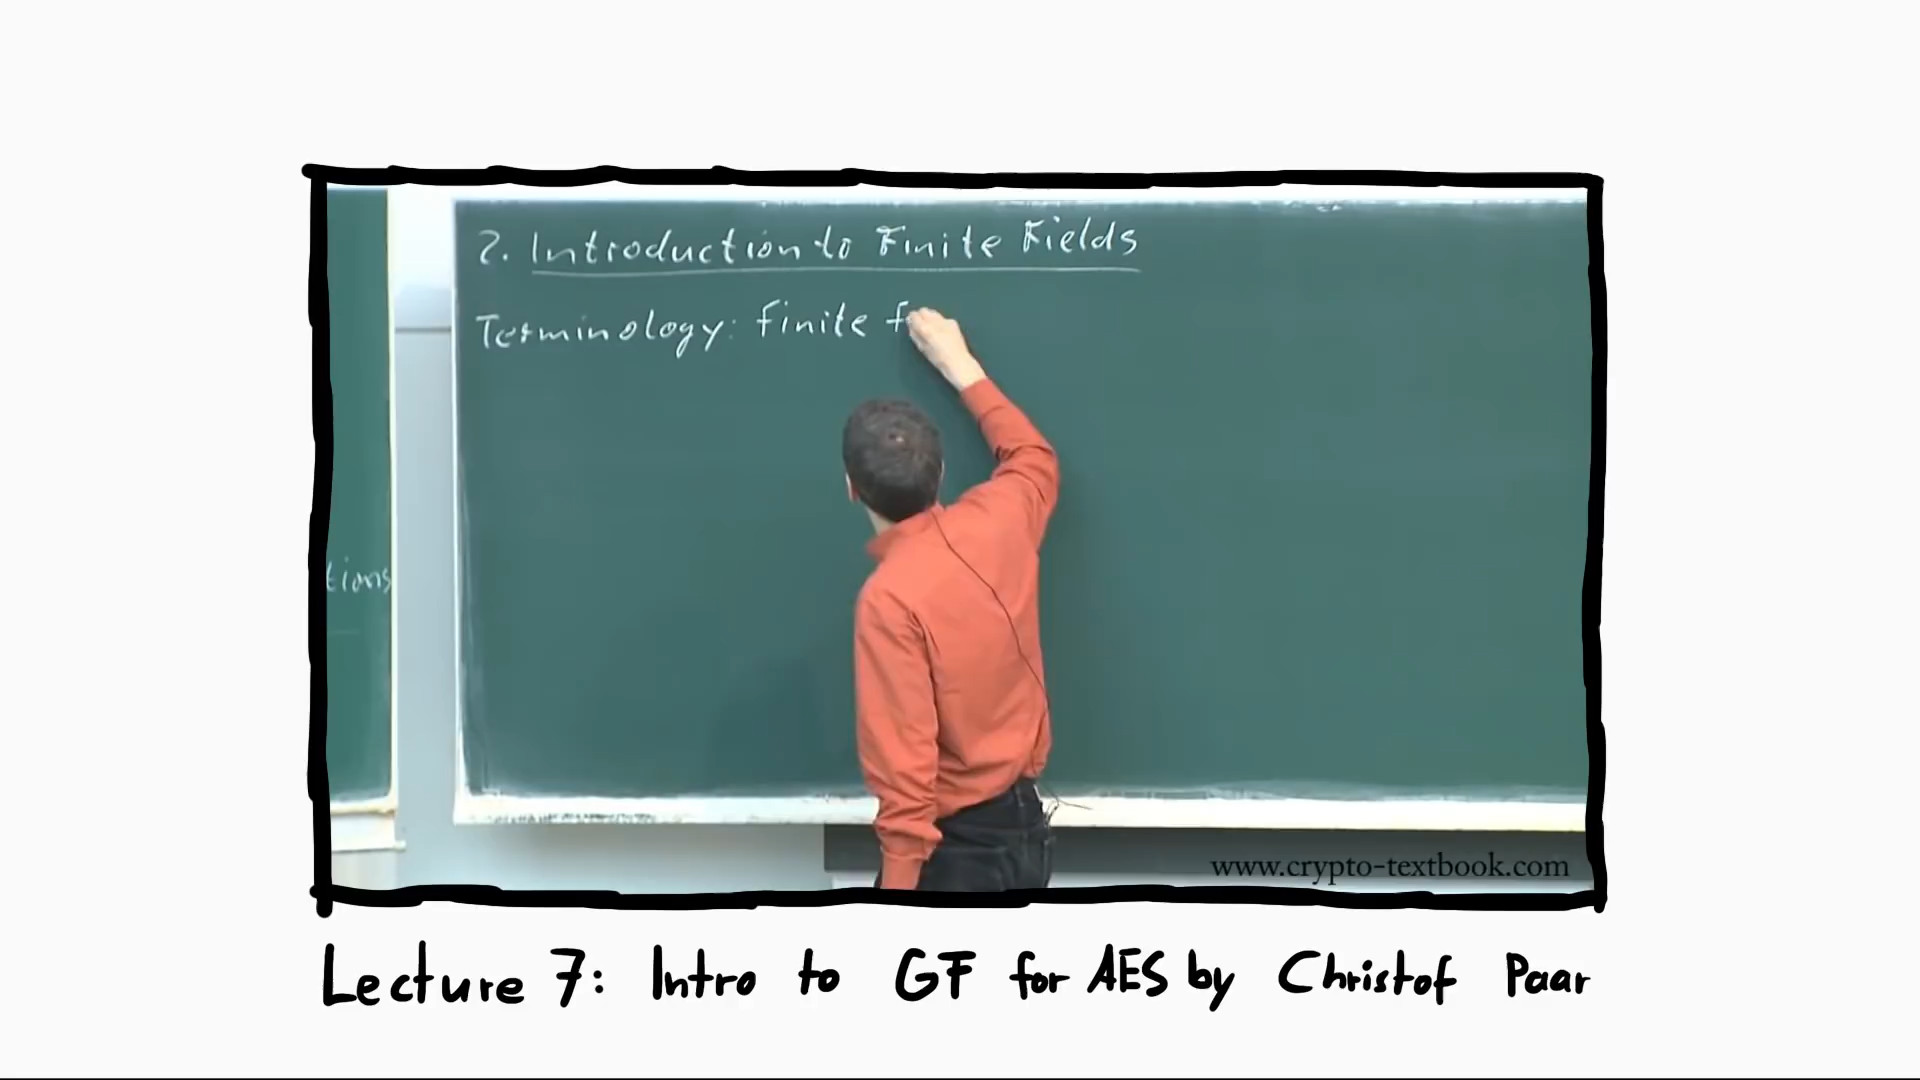 2. Introduction to Finite Fields
Terminology: Finite f
tions
www.crypto-textbook.com
Lecture 7: Intro to GF for AES by Christof Paar